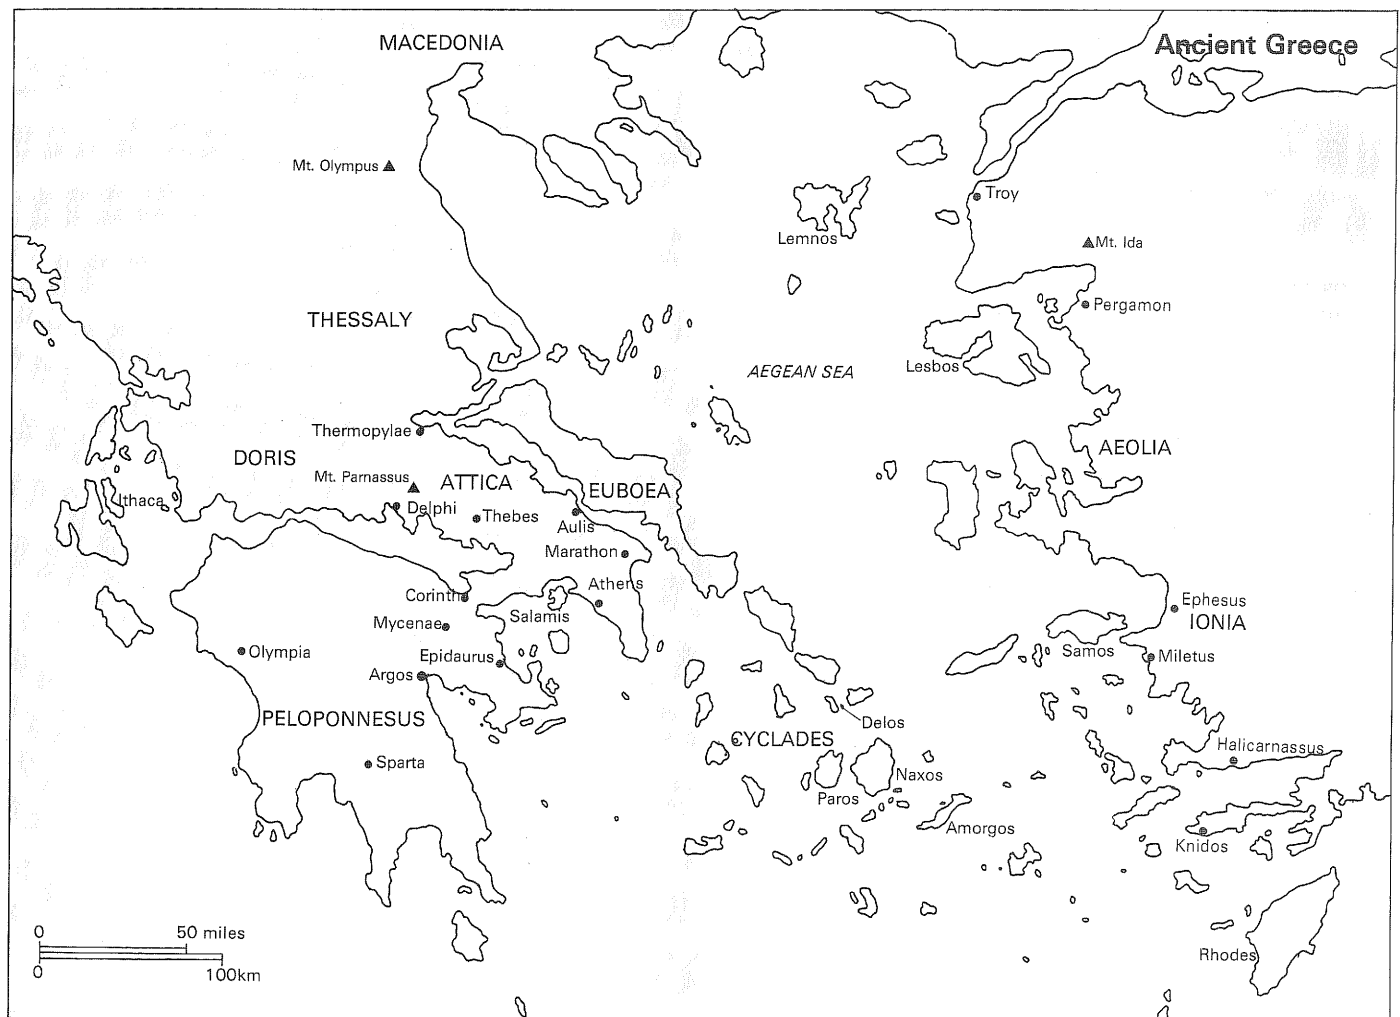 Ancient Greece
MACEDONIA
Mt. Olympus
Troy
Lemnos
Mt. Ida
Pergamon
THESSALY
Lesbos
AEGEAN SEA
Thermopylae
DORIS
Mt. Parnassus
ATTICA
EUBOEA
AEOLIA
Ithaca
Delphi
Thebes
Aulis
Marathon
Athens
Corinth
Salamis
Mycenae
Ephesus
IONIA
Olympia
Epidaurus
Samos
Miletus
Argos
PELOPONNESUS
Delos
CYCLADES
Halicarnassus
Sparta
Naxos
Paros
Amorgos
Knidos
0 50 miles
0 100km
Rhodes